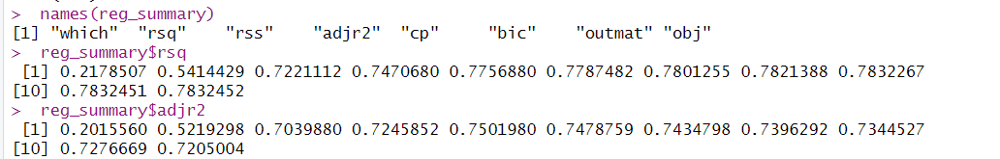 > names(reg_summary)
[1] "which"  "rsq"    "rss"    "adjr2"  "cp"     "bic"    "outmat" "obj"
> reg_summary$rsq
[1] 0.2178507 0.5414429 0.7221112 0.7470680 0.7756880 0.7787482 0.7801255 0.7821388 0.7832267
[10] 0.7832451 0.7832452
> reg_summary$adjr2
[1] 0.2015560 0.5219298 0.7039880 0.7245852 0.7501980 0.7478759 0.7434798 0.7396292 0.7344527
[10] 0.7276669 0.7205004